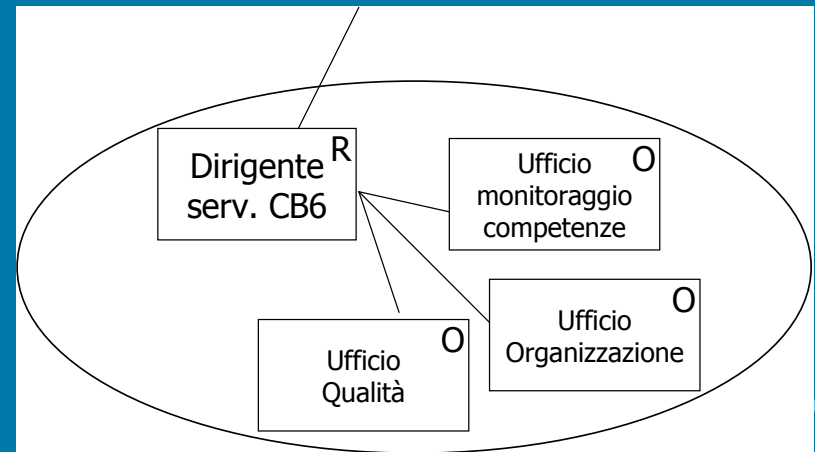 Dirigente R
serv. CB6
Ufficio O
monitoraggio
competenze
Ufficio O
Organizzazione
Ufficio O
Qualità